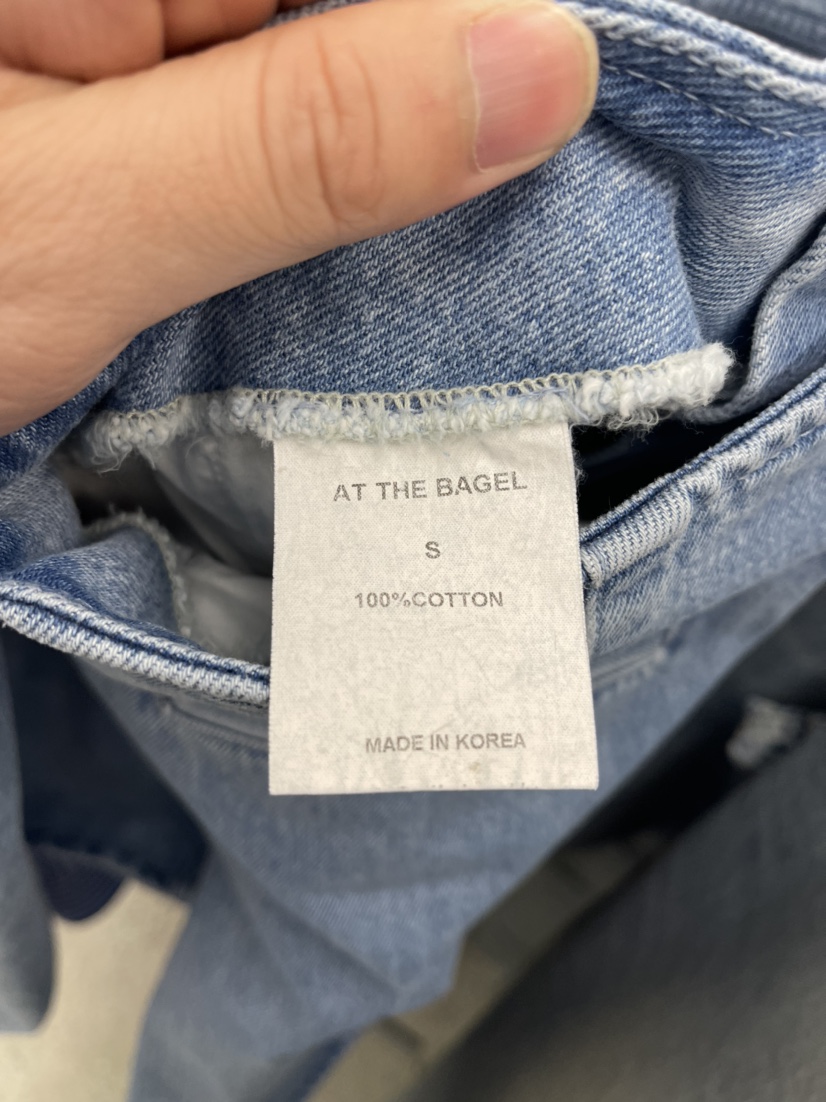 AT THE BAGEL
S
100%COTTON
MADE IN KOREA